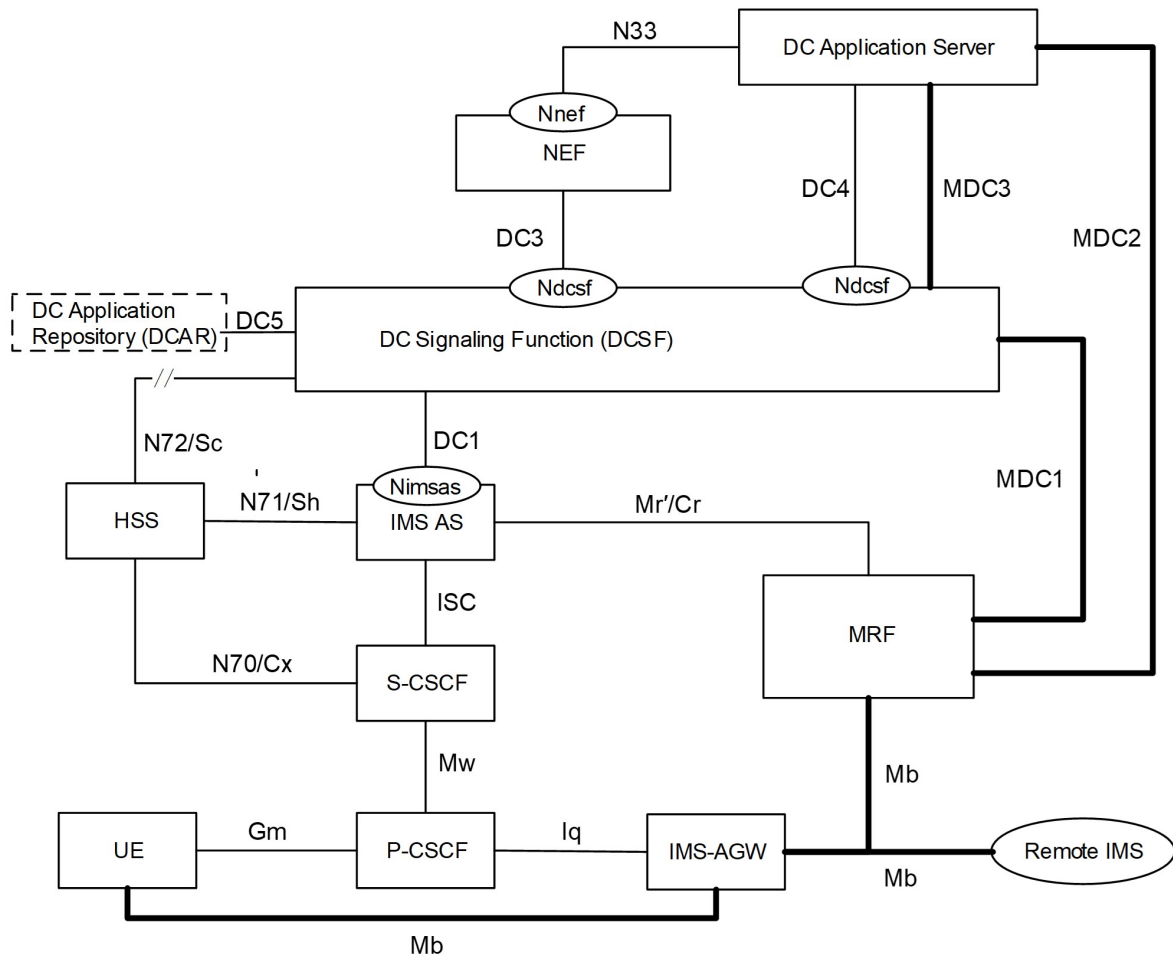 N33
DC Application Server
Nnef
NEF
DC4
MDC3
DC3
MDC2
Ndcsf
Ndcsf
DC Application
Repository (DCAR)
DC5
DC Signaling Function (DCSF)
N72/Sc
DC1
MDC1
Nimsas
N71/Sh
Mr′/Cr
HSS
IMS AS
ISC
MRF
N70/Cx
S-CSCF
Mw
Mb
Gm
Iq
UE
P-CSCF
IMS-AGW
Remote IMS
Mb
Mb